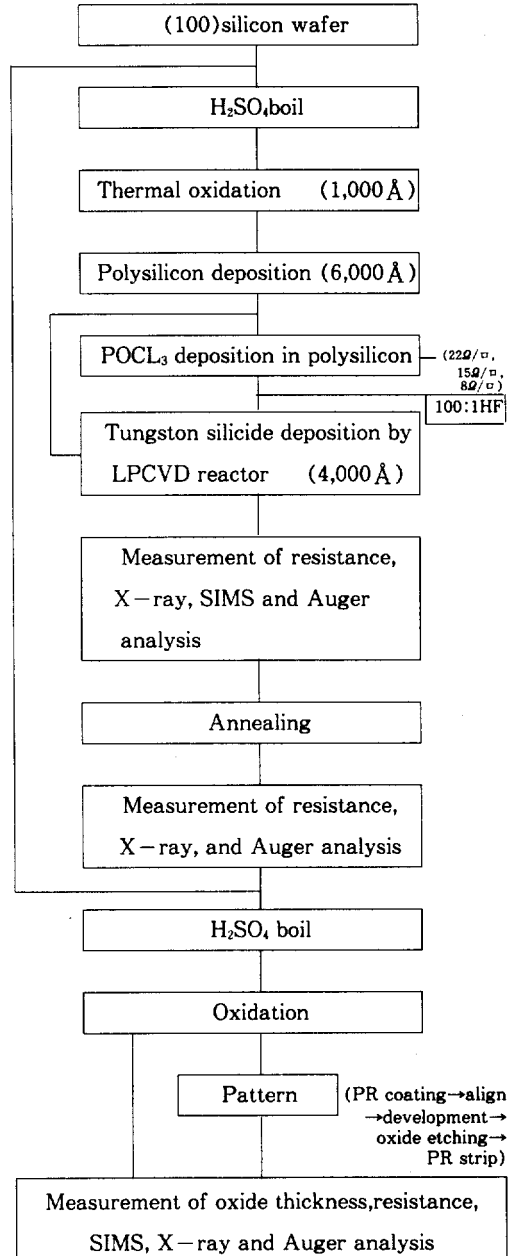 (100)silicon wafer
H₂SO₄boil
Thermal oxidation (1,000Å)
Polysilicon deposition (6,000Å)
POCL₃ deposition in polysilicon
(22Ω/□,
15Ω/□,
8Ω/□)
100:1HF
Tungston silicide deposition by
LPCVD reactor (4,000Å)
Measurement of resistance,
X-ray, SIMS and Auger
analysis
Annealing
Measurement of resistance,
X-ray, and Auger analysis
H₂SO₄ boil
Oxidation
Pattern
(PR coating→align
→development→
oxide etching→
PR strip)
Measurement of oxide thickness,resistance,
SIMS, X-ray and Auger analysis